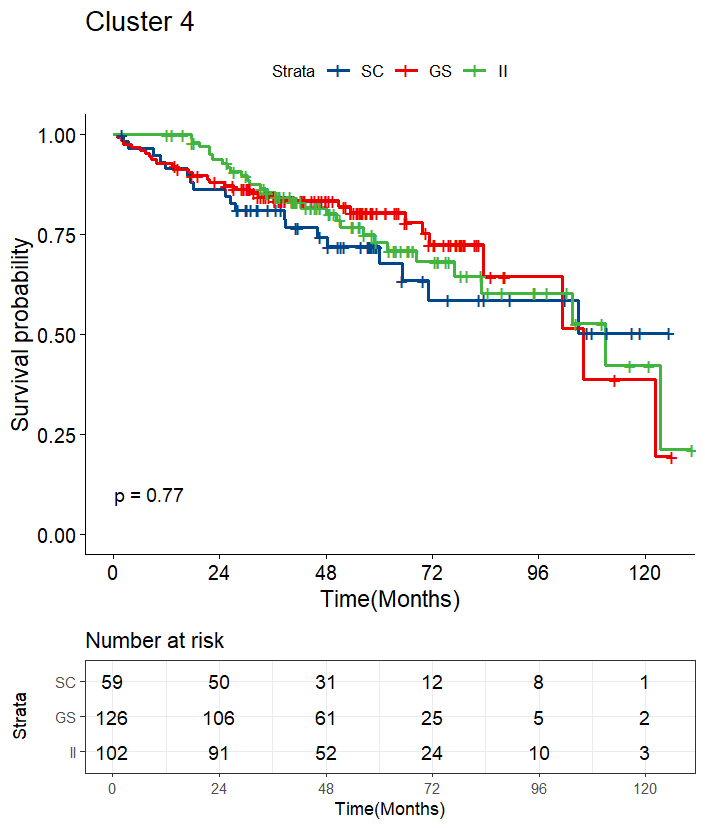 Cluster 4
Strata SC GS II
1.00
0.75
0.50
0.25
0.00
Survival probability
p = 0.77
0 24 48 72 96 120
Time(Months)
Number at risk
Strata
SC 59 50 31 12 8 1
GS 126 106 61 25 5 2
II 102 91 52 24 10 3
0 24 48 72 96 120
Time(Months)